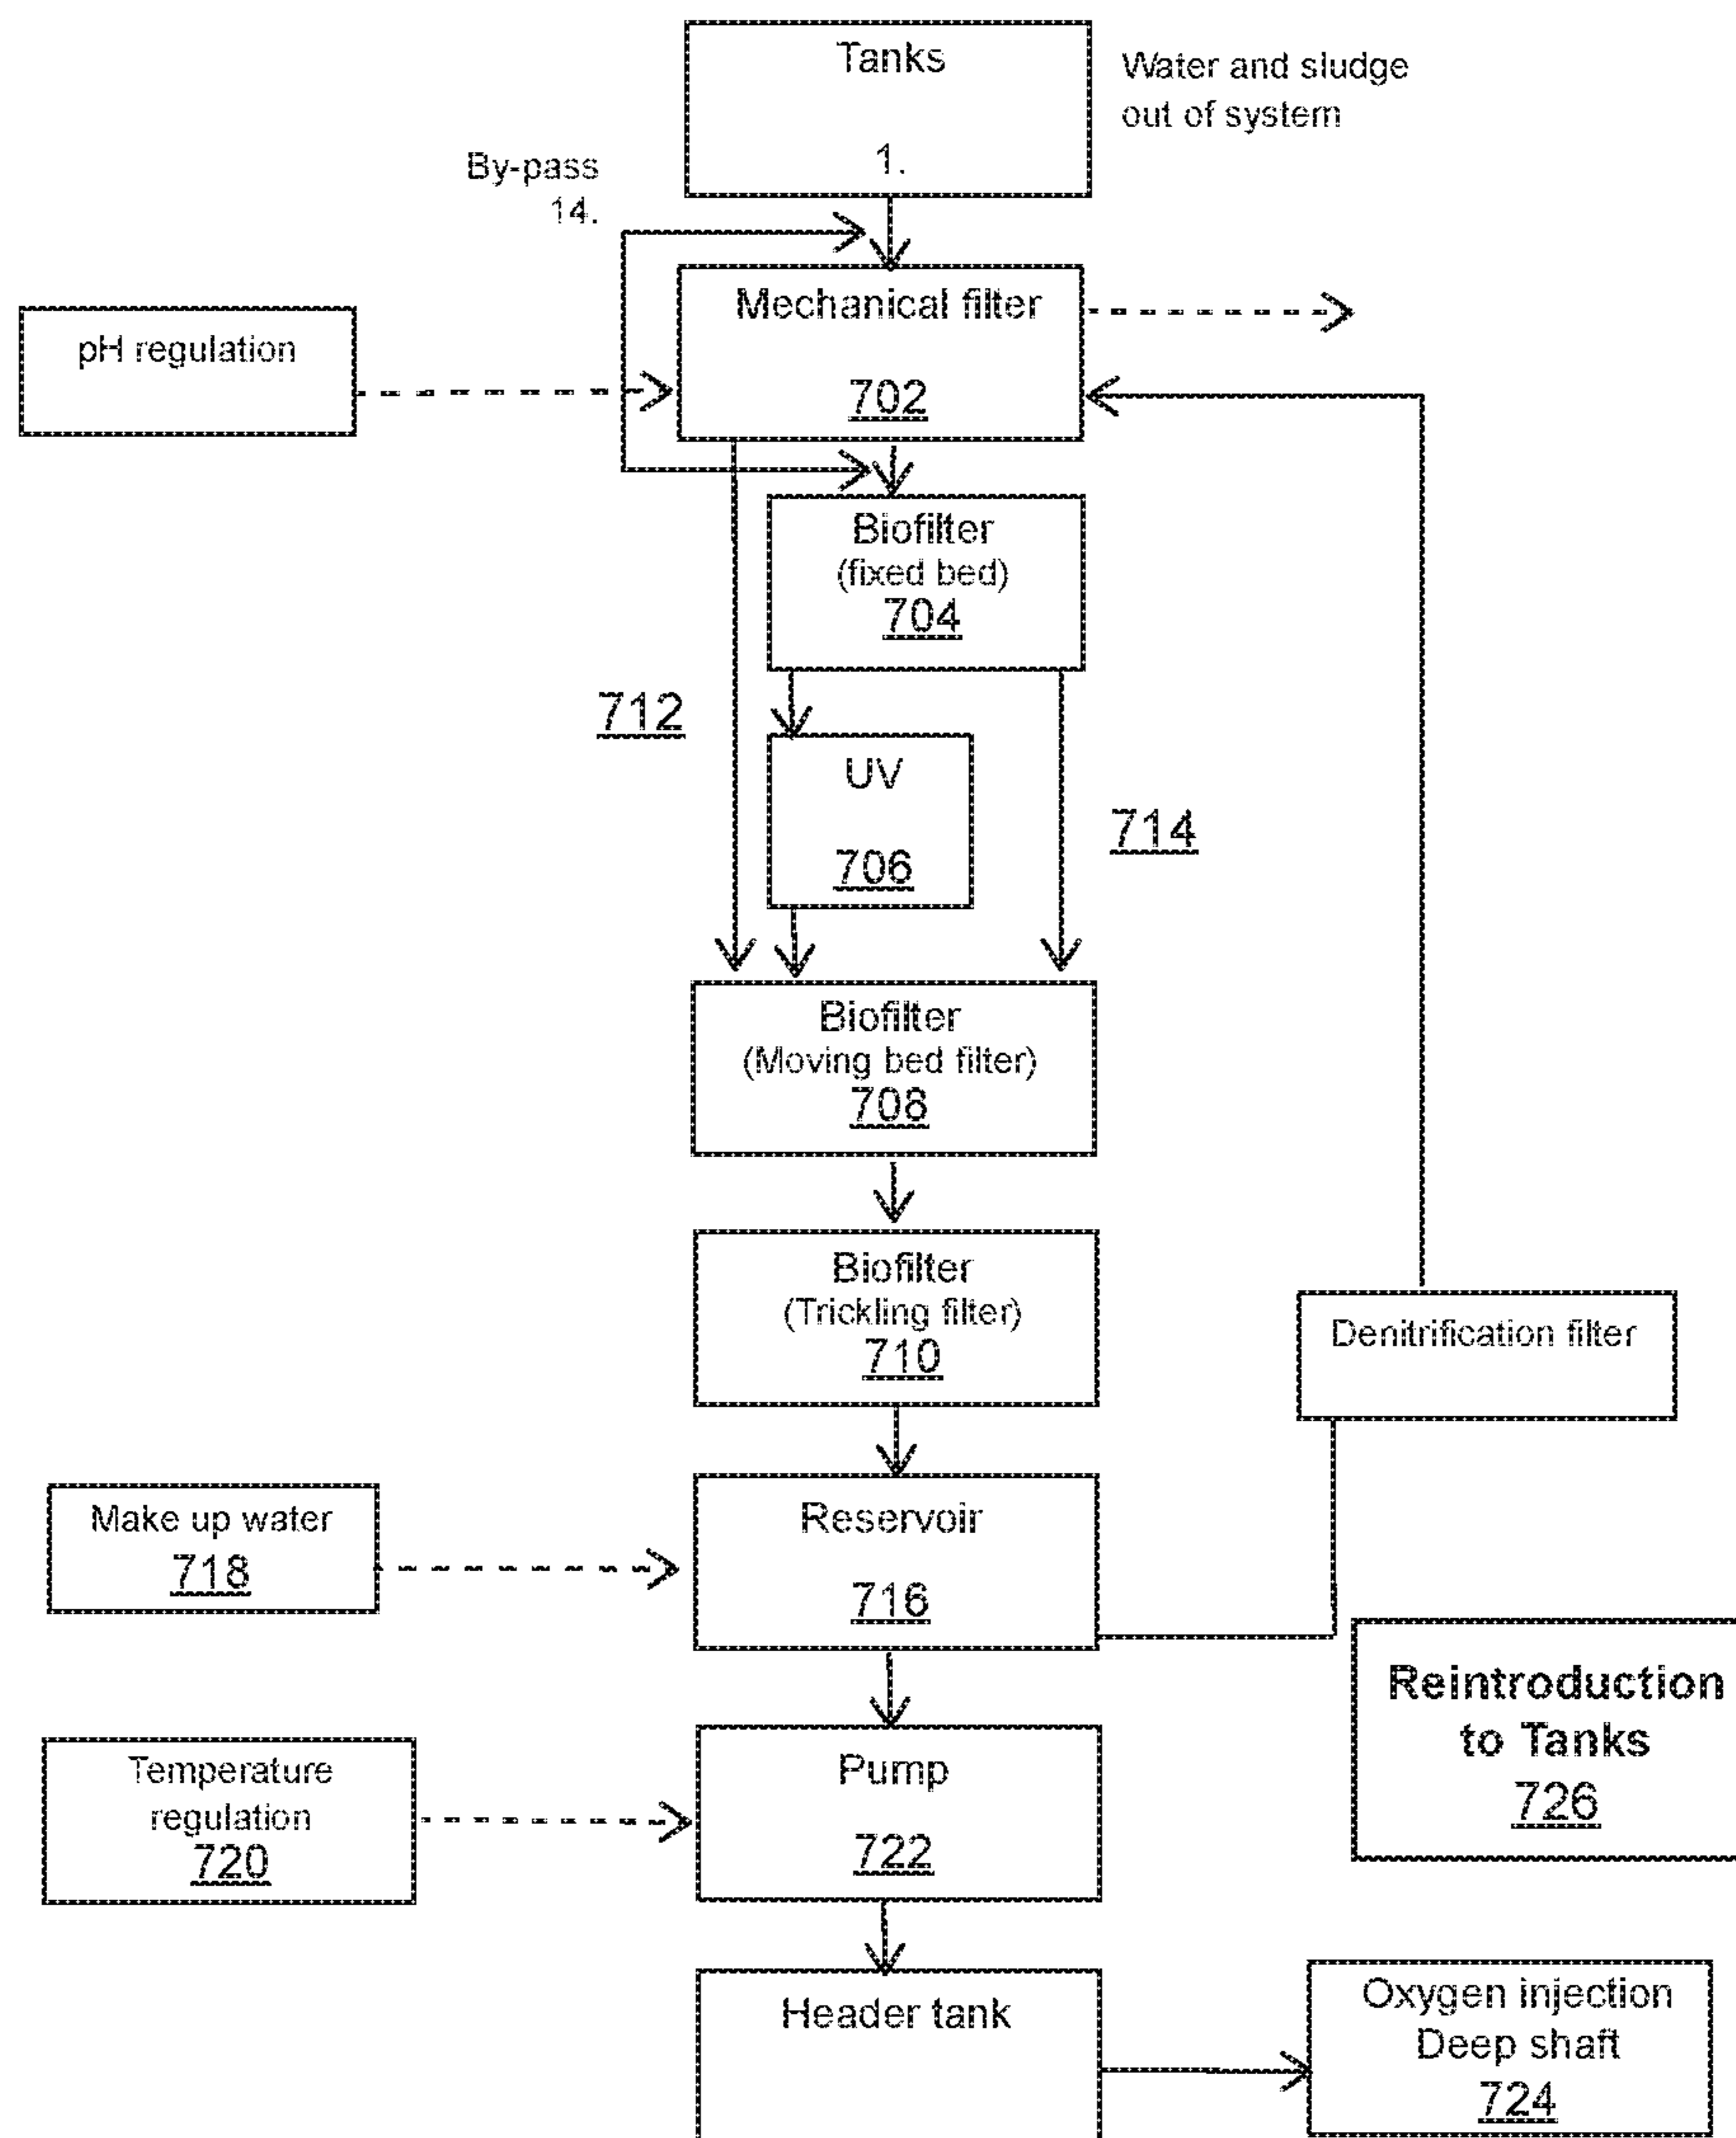 Tanks
1.
Water and sludge
out of system
By-pass
14.
pH regulation
Mechanical filter
702
Biofilter
(fixed bed)
704
712
UV
706
714
Biofilter
(Moving bed filter)
708
Biofilter
(Trickling filter)
710
Denitrification filter
Make up water
718
Reservoir
716
Reintroduction
to Tanks
726
Temperature
regulation
720
Pump
722
Header tank
Oxygen injection
Deep shaft
724